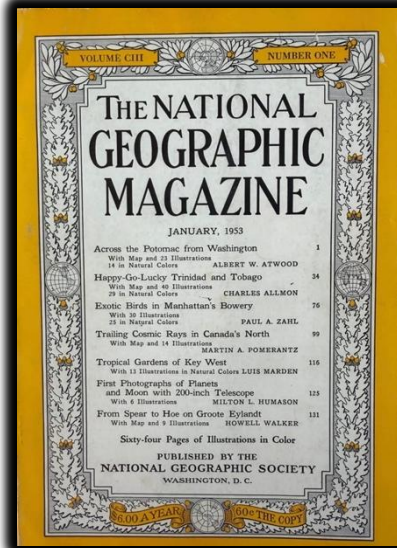 VOLUME CIII
NUMBER ONE
THE NATIONAL
GEOGRAPHIC
MAGAZINE
JANUARY, 1953
Across the Potomac from Washington 1
With Map and 23 Illustrations
14 in Natural Colors ALBERT W. ATWOOD
Happy-Go-Lucky Trinidad and Tobago 34
With Map and 40 Illustrations
29 in Natural Colors CHARLES ALLMON
Exotic Birds in Manhattan's Bowery 76
With 30 Illustrations
23 in Natural Colors PAUL A. ZAHL
Trailing Cosmic Rays in Canada's North 99
With Map and 14 Illustrations
MARTIN A. POMERANTZ
Tropical Gardens of Key West 116
With 13 Illustrations in Natural Colors LUIS MARDEN
First Photographs of Planets
and Moon with 200-inch Telescope 125
With 6 Illustrations MILTON L. HUMASON
From Spear to Hoe on Groote Eylandt 131
With Map and 9 Illustrations HOWELL WALKER
Sixty-four Pages of Illustrations in Color
PUBLISHED BY THE
NATIONAL GEOGRAPHIC SOCIETY
WASHINGTON, D. C.
$6.00 A YEAR
60¢ THE COPY